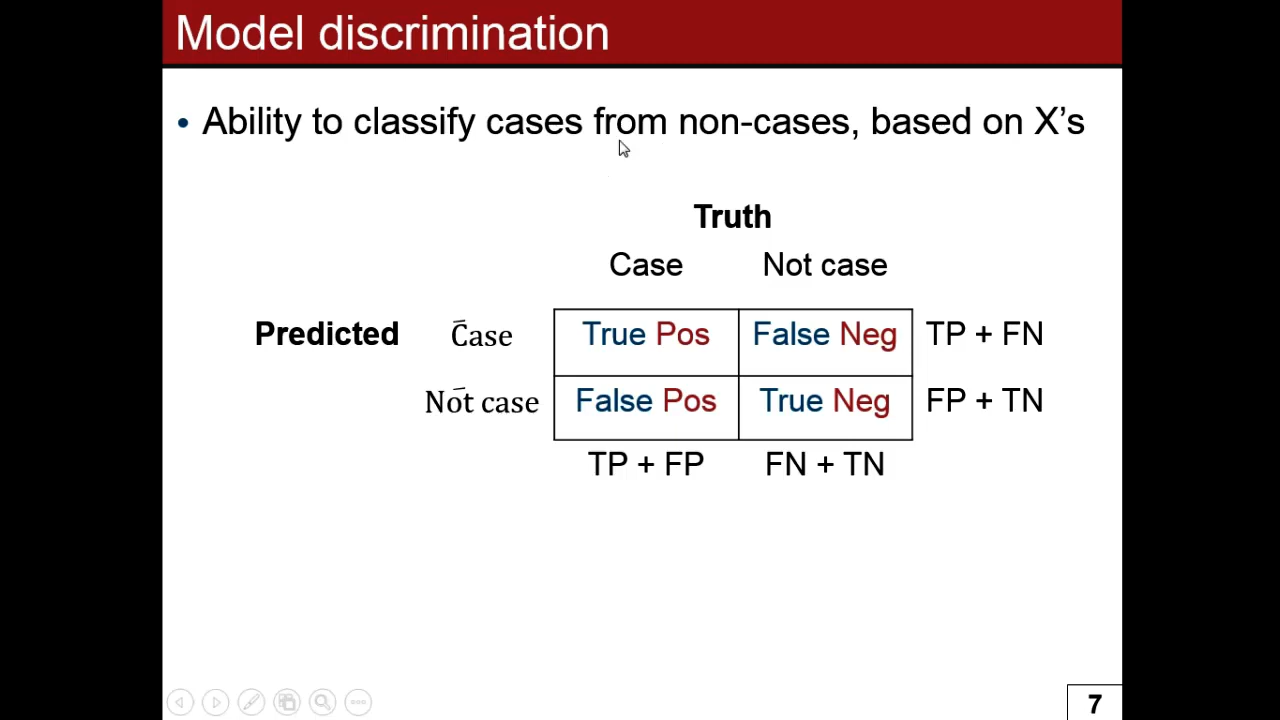 Model discrimination
• Ability to classify cases from non-cases, based on X’s
Truth
Case Not case
Predicted C̄ase True Pos False Neg TP + FN
Not̄ case False Pos True Neg FP + TN
TP + FP FN + TN
7